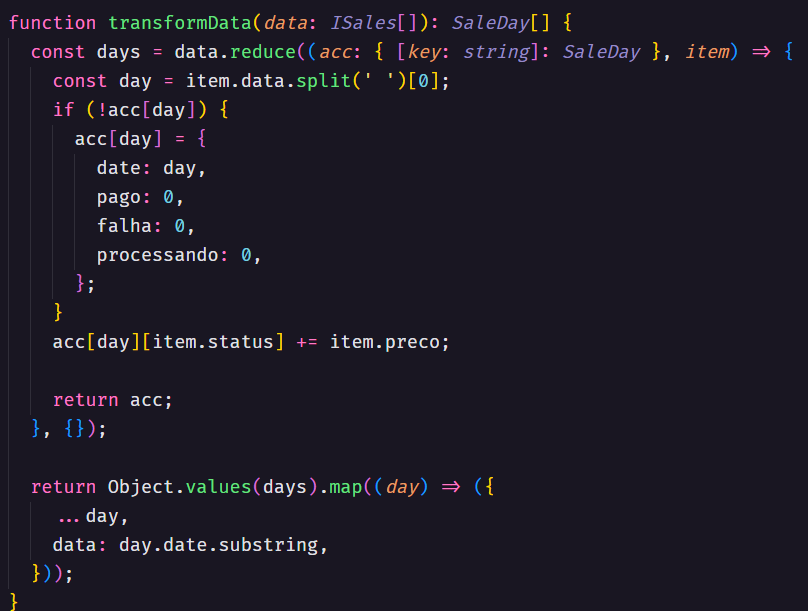 function transformData(data: ISales[]): SaleDay[] {
  const days = data.reduce((acc: { [key: string]: SaleDay }, item) => {
    const day = item.data.split(' ')[0];
    if (!acc[day]) {
      acc[day] = {
        date: day,
        pago: 0,
        falha: 0,
        processando: 0,
      };
    }
    acc[day][item.status] += item.preco;

    return acc;
  }, {});

  return Object.values(days).map((day) => ({
    ...day,
    data: day.date.substring,
  }));
}